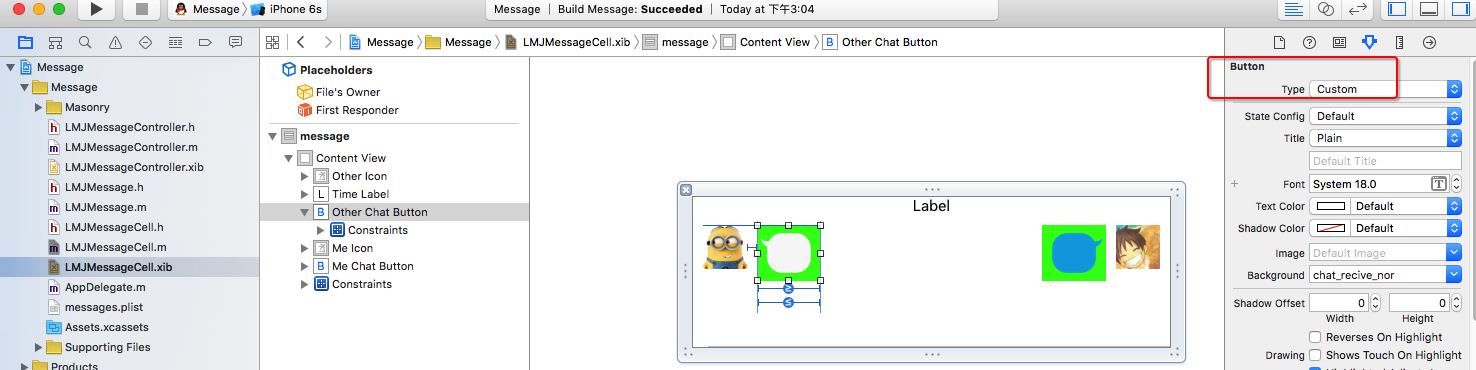 Message
iPhone 6s
Message | Build Message: Succeeded | Today at 下午3:04
Message
Message
Masonry
LMJMessageController.h
LMJMessageController.m
LMJMessageController.xib
LMJMessage.h
LMJMessage.m
LMJMessageCell.h
LMJMessageCell.m
LMJMessageCell.xib
AppDelegate.m
messages.plist
Assets.xcassets
Supporting Files
Products
Message
Message
LMJMessageCell.xib
message
Content View
B Other Chat Button
Placeholders
File's Owner
First Responder
message
Content View
Other Icon
L Time Label
B Other Chat Button
Constraints
Me Icon
B Me Chat Button
Constraints
Label
Button
Type Custom
State Config Default
Title Plain
Default Title
Font System 18.0
Text Color Default
Shadow Color Default
Image Default Image
Background chat_recive_nor
Shadow Offset 0 0
Width Height
Reverses On Highlight
Drawing Shows Touch On Highlight